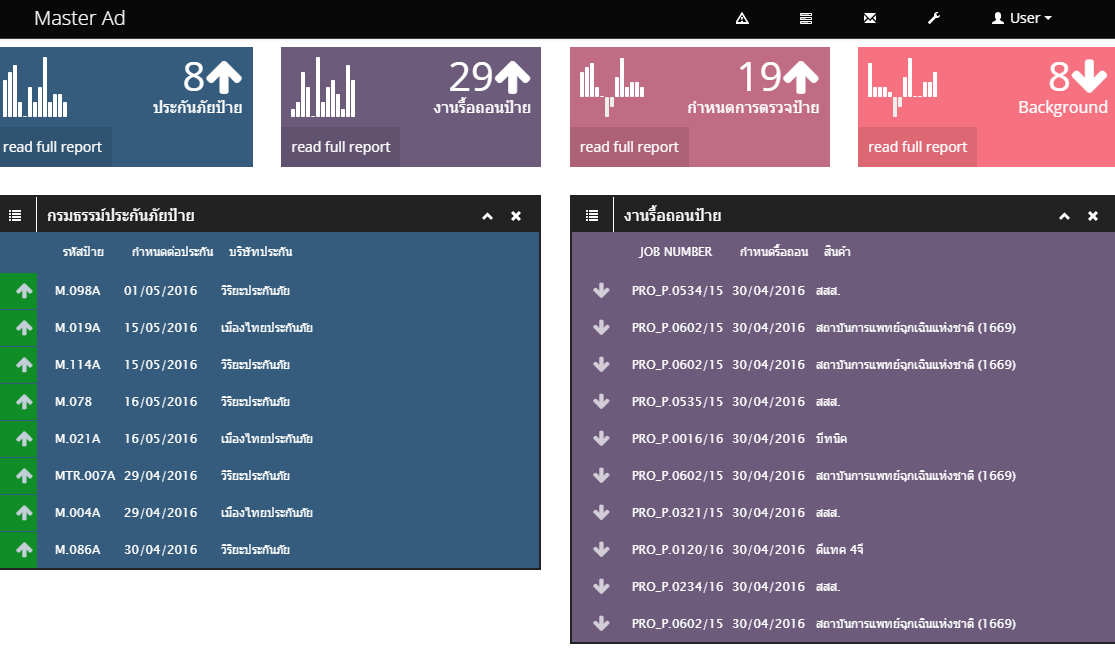 Master Ad User
8 ประกันภัยป้าย
read full report
29 งานรื้อถอนป้าย
read full report
19 กำหนดการตรวจป้าย
read full report
8 Background
read full report
กรมธรรม์ประกันภัยป้าย
รหัสป้าย กำหนดต่อประกัน บริษัทประกัน
M.098A 01/05/2016 วิริยะประกันภัย
M.019A 15/05/2016 เมืองไทยประกันภัย
M.114A 15/05/2016 วิริยะประกันภัย
M.078 16/05/2016 วิริยะประกันภัย
M.021A 16/05/2016 เมืองไทยประกันภัย
MTR.007A 29/04/2016 วิริยะประกันภัย
M.004A 29/04/2016 เมืองไทยประกันภัย
M.086A 30/04/2016 วิริยะประกันภัย
งานรื้อถอนป้าย
JOB NUMBER กำหนดรื้อถอน สินค้า
PRO_P.0534/15 30/04/2016 สสส.
PRO_P.0602/15 30/04/2016 สถาบันการแพทย์ฉุกเฉินแห่งชาติ (1669)
PRO_P.0602/15 30/04/2016 สถาบันการแพทย์ฉุกเฉินแห่งชาติ (1669)
PRO_P.0535/15 30/04/2016 สสส.
PRO_P.0016/16 30/04/2016 บีทนิค
PRO_P.0602/15 30/04/2016 สถาบันการแพทย์ฉุกเฉินแห่งชาติ (1669)
PRO_P.0321/15 30/04/2016 สสส.
PRO_P.0120/16 30/04/2016 ดีแทค 4จี
PRO_P.0234/16 30/04/2016 สสส.
PRO_P.0602/15 30/04/2016 สถาบันการแพทย์ฉุกเฉินแห่งชาติ (1669)